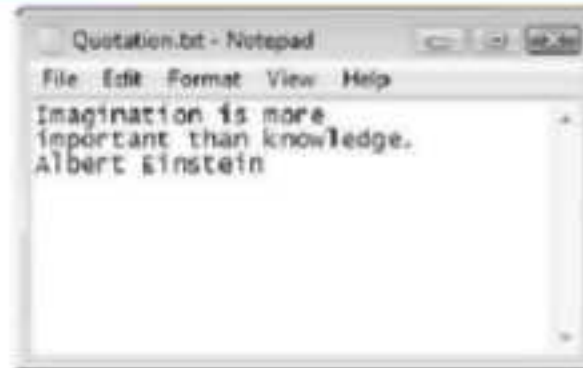 Quotation.txt - Notepad
File Edit Format View Help
Imagination is more
important than knowledge.
Albert Einstein